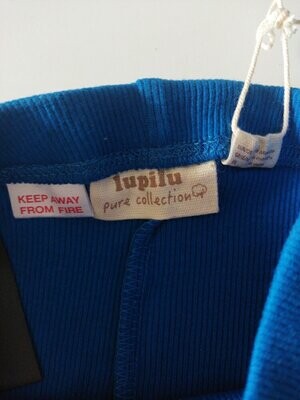 KEEP AWAY
FROM FIRE
lupilu
pure collection